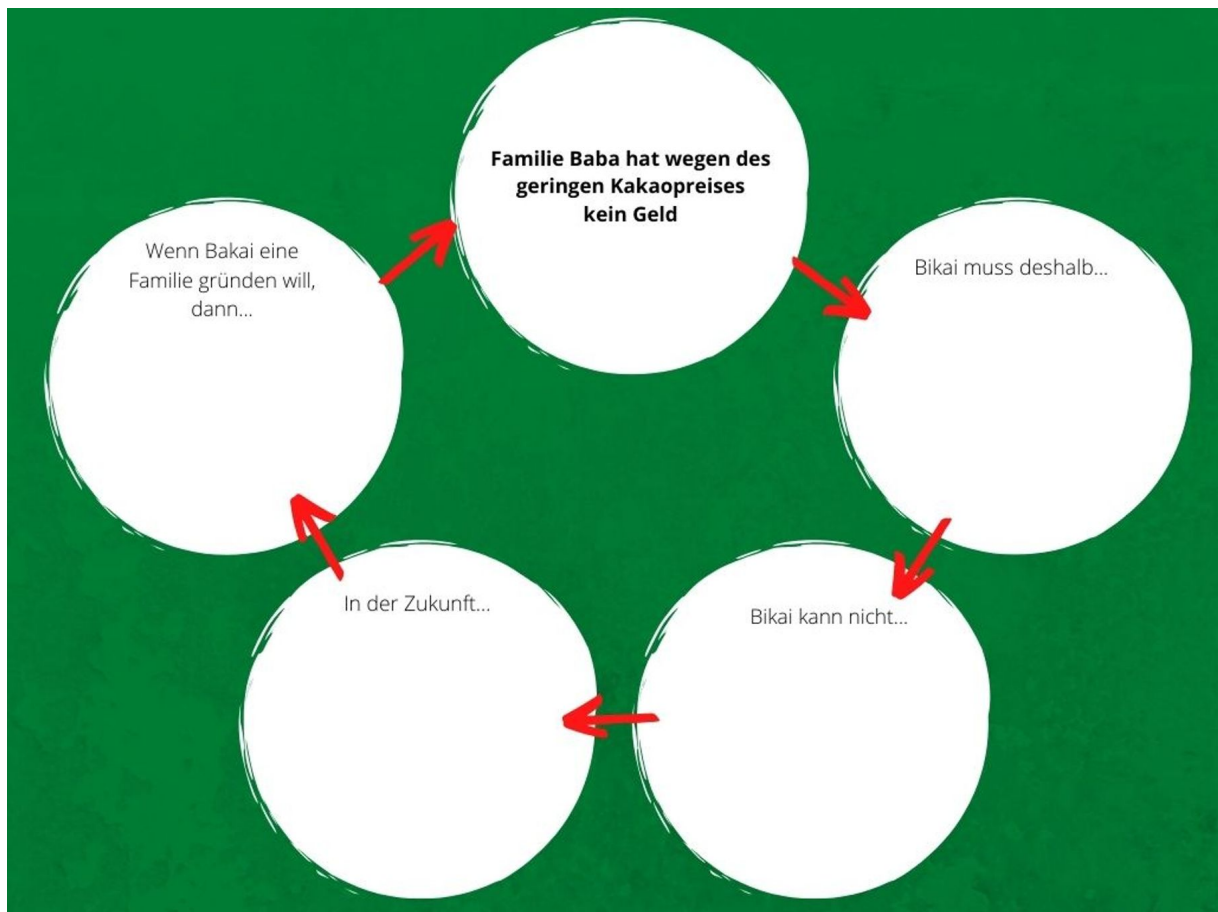 Familie Baba hat wegen des
geringen Kakaopreises
kein Geld
Bikai muss deshalb...
Bikai kann nicht...
In der Zukunft...
Wenn Bakai eine
Familie gründen will,
dann...